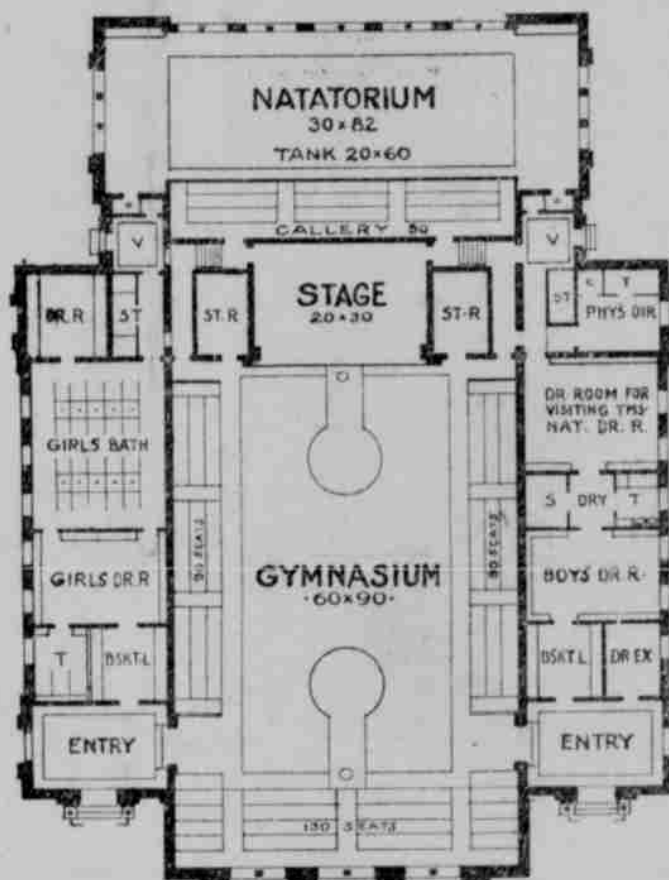 NATATORIUM
30 x 82
TANK 20 x 60
GALLERY 80
V
V
DR. R
ST
ST. R
STAGE
20 x 30
ST-R
ST
C
T
PHYS DIR
GIRLS BATH
DR ROOM FOR
VISITING TMS-
NAT. DR. R.
S
DRY
T
90 SEATS
90 SEATS
GIRLS DR. R
GYMNASIUM
·60 x 90·
BOYS DR. R.
T
BSKT. L
BSKT. L
DR EX
ENTRY
ENTRY
130 SEATS